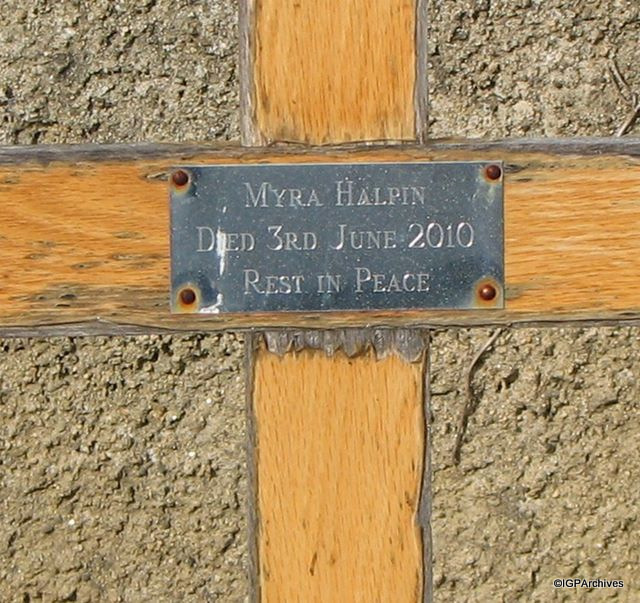 Myra Halpin
Died 3rd June 2010
Rest in Peace
©IGPArchives